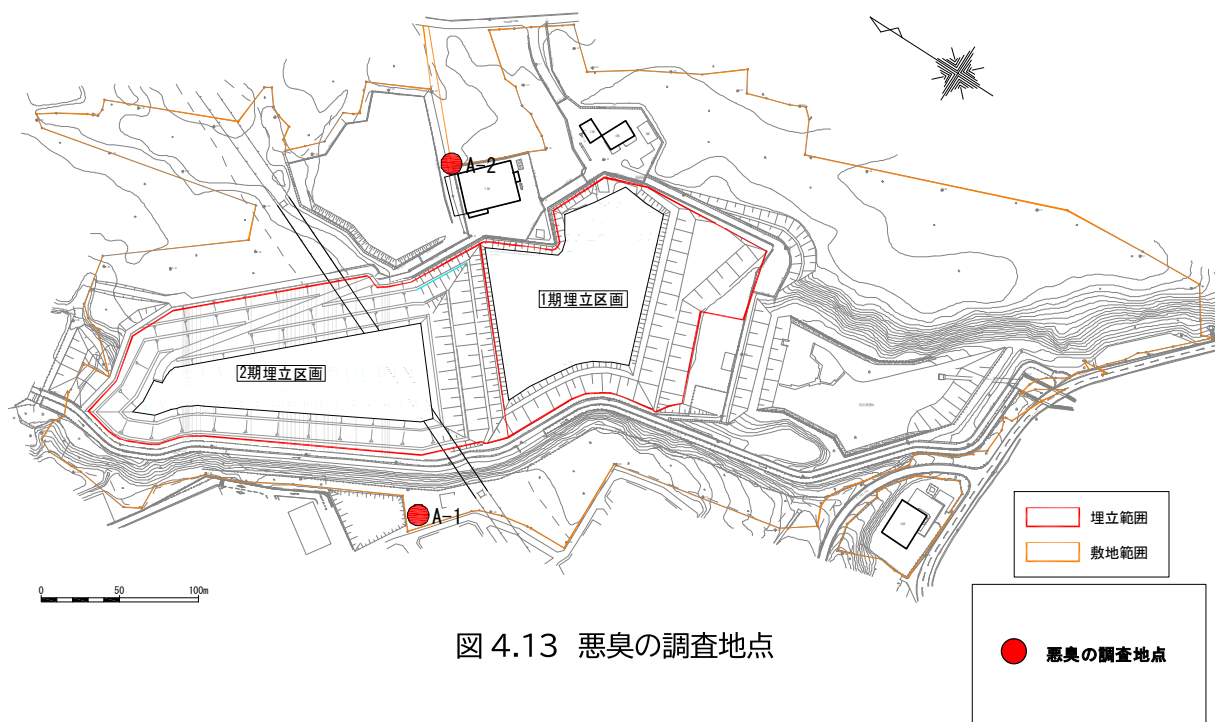 A-2
1期埋立区画
2期埋立区画
A-1
埋立範囲
敷地範囲
0 50 100m
図 4.13 悪臭の調査地点
悪臭の調査地点